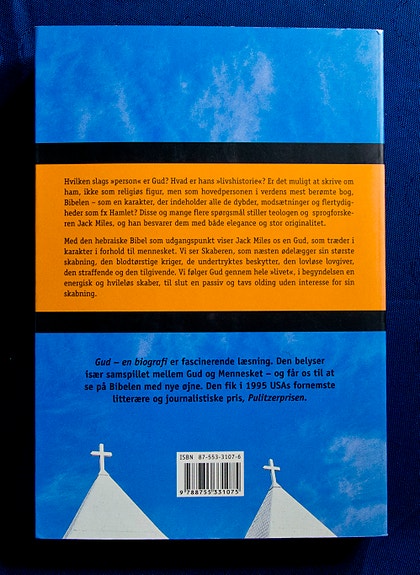 Hvilken slags »person« er Gud? Hvad er hans »livshistorie«? Er det muligt at skrive om
ham, ikke som religiøs figur, men som hovedpersonen i verdens mest berømte bog,
Bibelen – som en karakter, der indeholder alle de dybder, modsætninger og flertydig-
heder som fx Hamlet? Disse og mange flere spørgsmål stiller teologen og sprogforske-
ren Jack Miles, og han besvarer dem med både elegance og stor originalitet.
Med den hebraiske Bibel som udgangspunkt viser Jack Miles os en Gud, som træder i
karakter i forhold til mennesket. Vi ser Skaberen, som næsten ødelægger sin største
skabning, den blodtørstige kriger, de undertryktes beskytter, den lovløse lovgiver,
den straffende og den tilgivende. Vi følger Gud gennem hele »livet«, i begyndelsen en
energisk og hvileløs skaber, til slut en passiv og tavs olding uden interesse for sin
skabning.
Gud – en biografi er fascinerende læsning. Den belyser
især samspillet mellem Gud og Mennesket – og får os til at
se på Bibelen med nye øjne. Den fik i 1995 USAs fornemste
litterære og journalistiske pris, Pulitzerprisen.
ISBN 87-553-3107-6
9 788755 331075